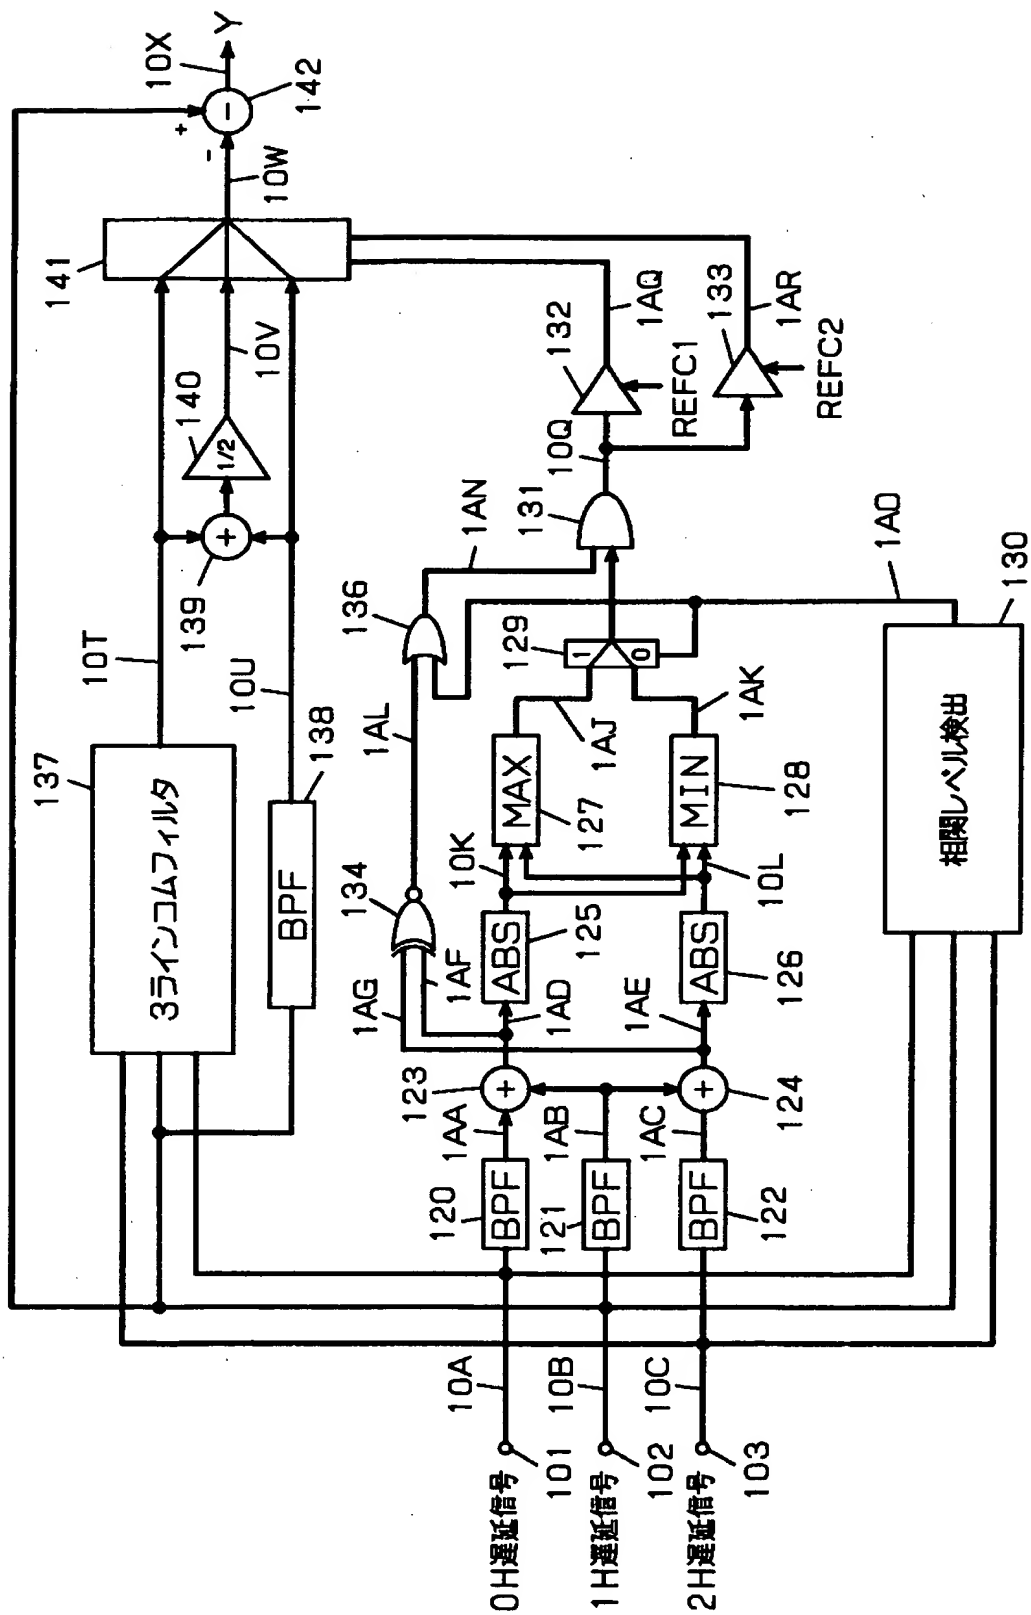 0H遅延信号
101
10A
1H遅延信号
102
10B
2H遅延信号
103
10C
120
BPF
1AA
121
BPF
1AB
122
BPF
1AC
123
+
124
+
1AG
1AF
1AD
1AE
ABS
125
ABS
126
134
1AL
10K
10L
MAX
127
MIN
128
1AJ
1AK
136
1AN
129
1
0
131
10Q
132
REFC1
1AQ
133
REFC2
1AR
相関レベル検出
130
1AO
137
3ラインコムフィルタ
BPF
138
10T
10U
139
+
140
1/2
10V
141
10W
+
-
-
142
10X
Y